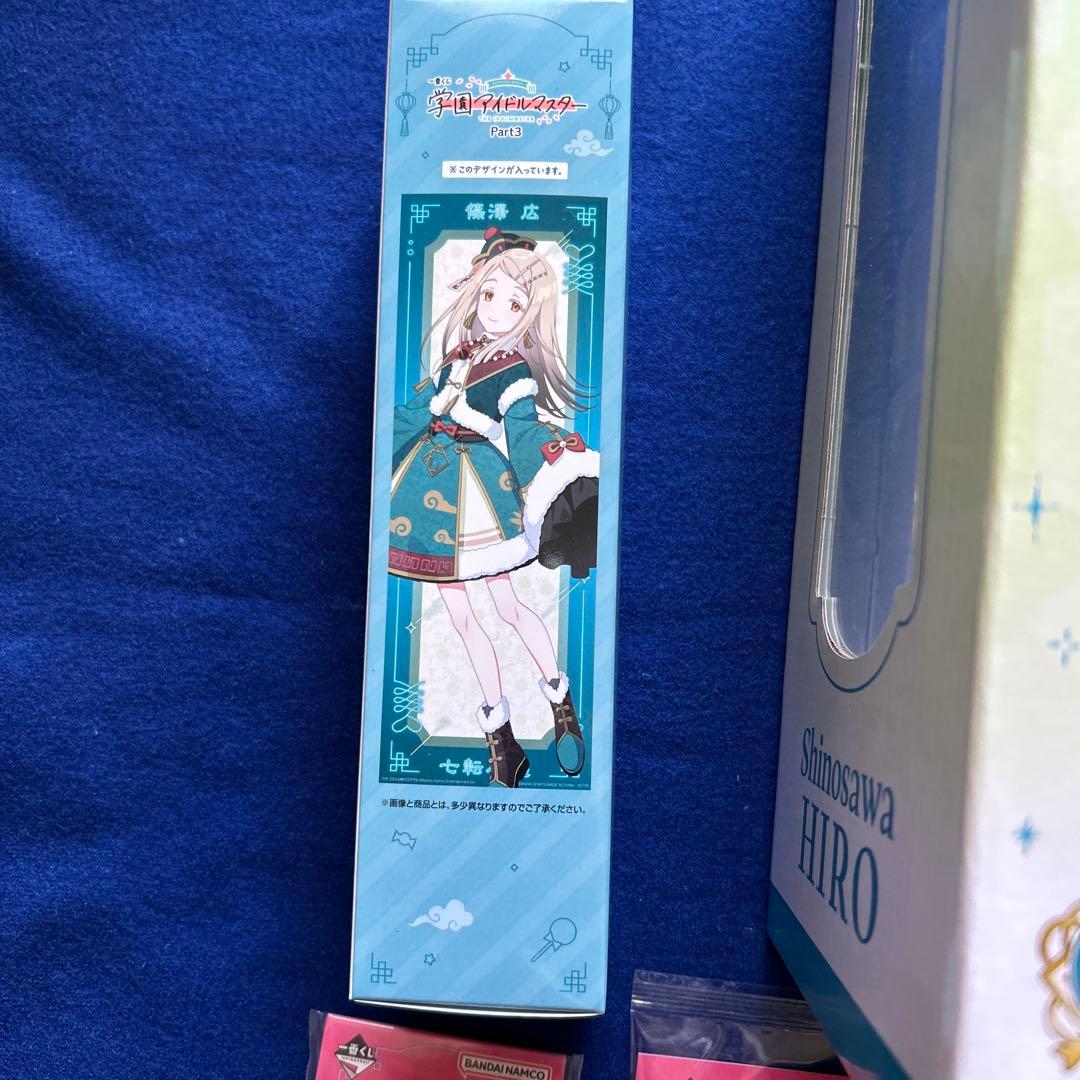 一番くじ
学園アイドルマスター
THE IDOLM@STER
Part3
※このデザインが入っています。
篠澤 広
七転
※画像と商品とは、多少異なりますのでご了承ください。
Shinosawa
HIRO
一番くじ
BANDAI NAMCO